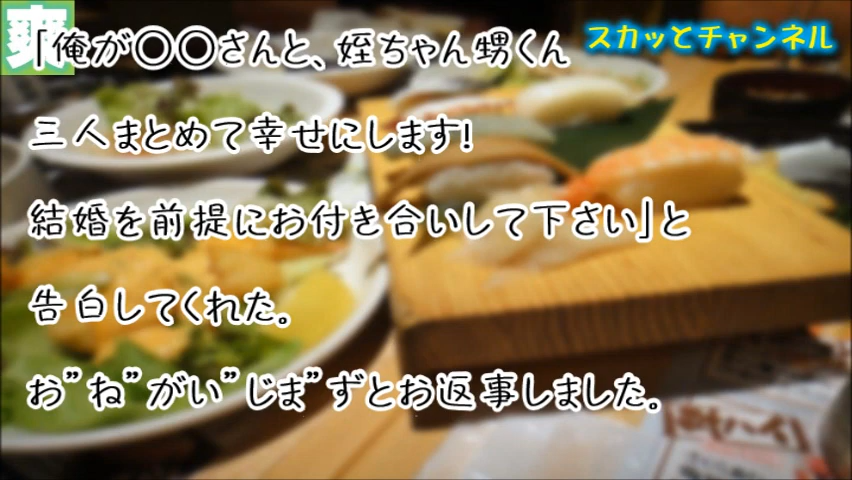 爽
スカッとチャンネル
「俺が〇〇さんと、姪ちゃん甥くん
三人まとめて幸せにします!
結婚を前提にお付き合いして下さい」と
告白してくれた。
お”ね”がい”じま”ずとお返事しました。